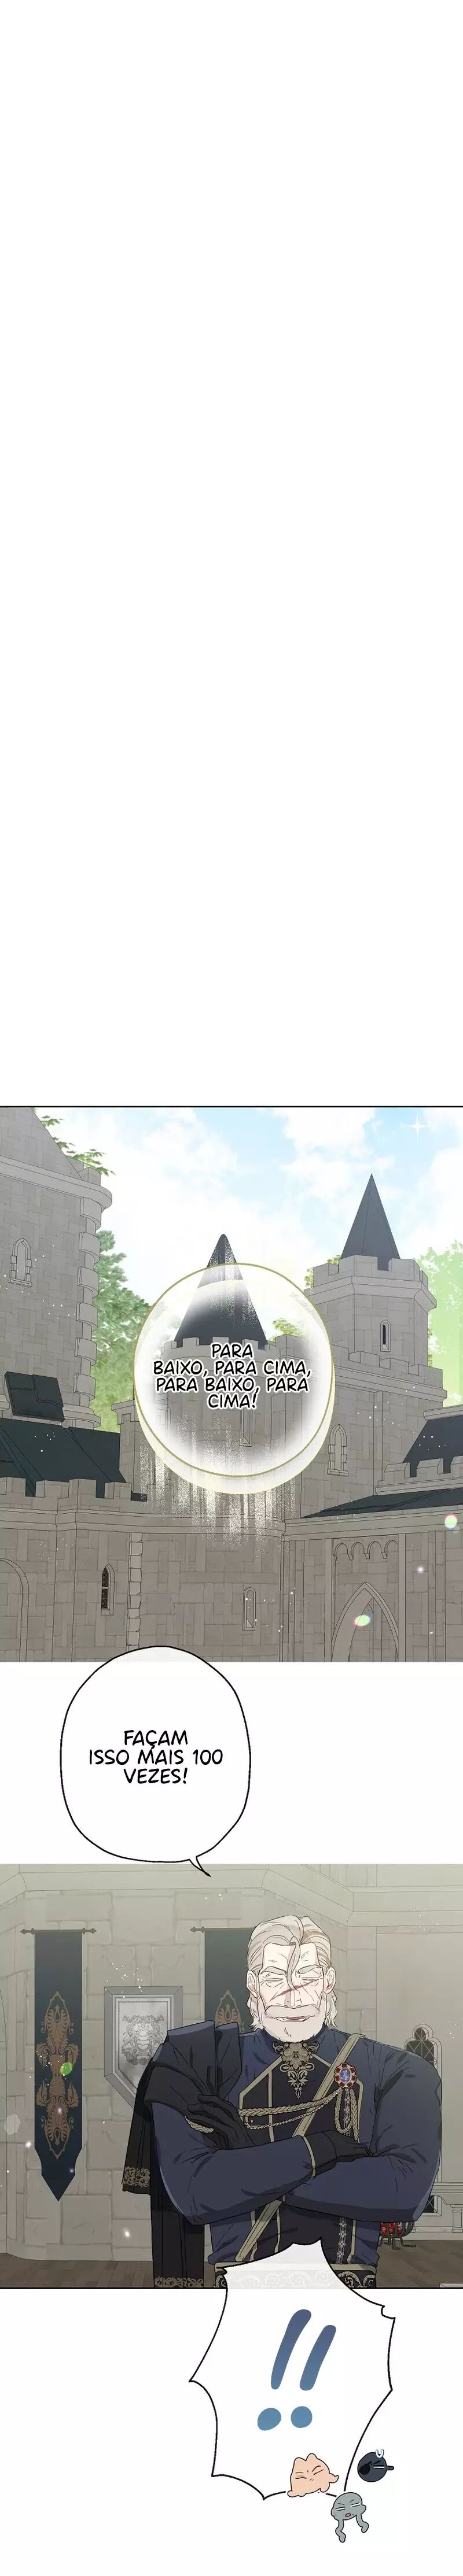 PARA
BAIXO, PARA CIMA,
PARA BAIXO, PARA
CIMA!
FAÇAM
ISSO MAIS 100
VEZES!
!!